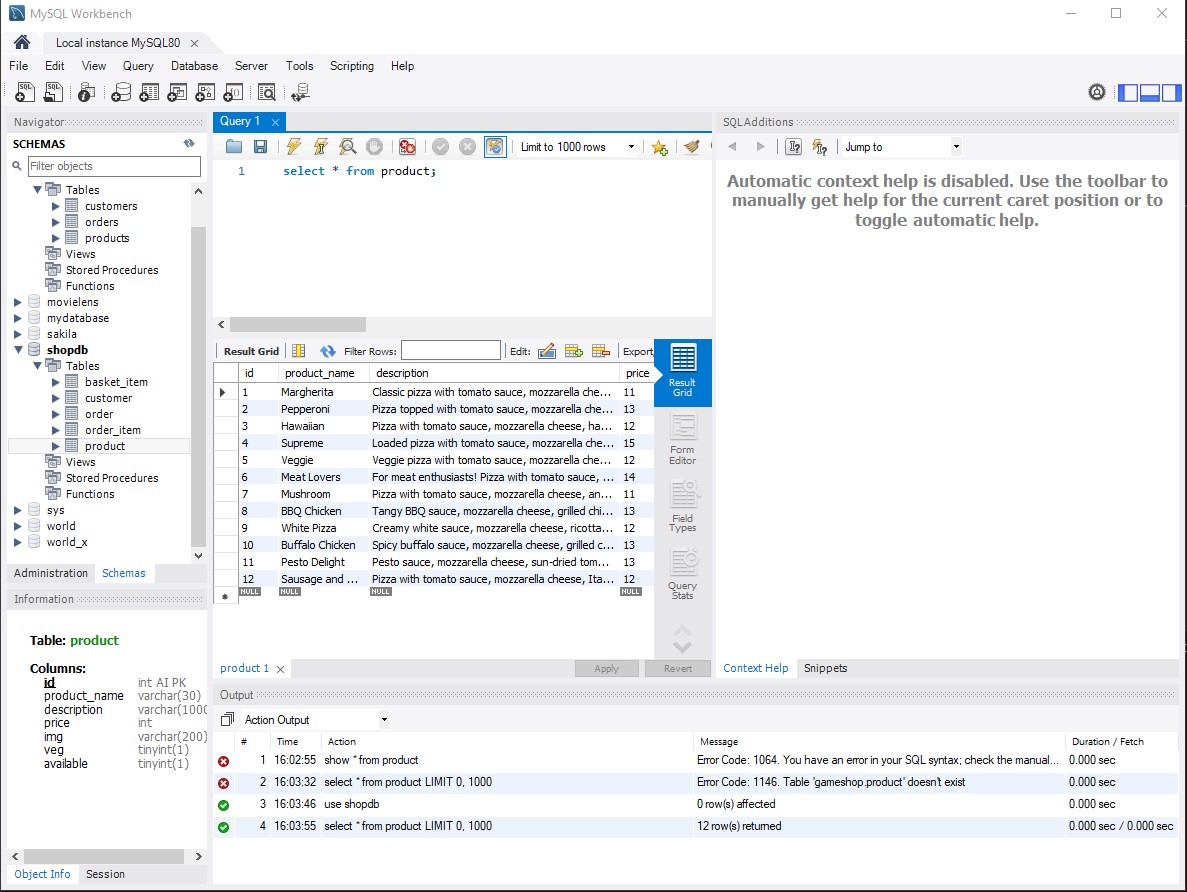 MySQL Workbench
Local instance MySQL80
File Edit View Query Database Server Tools Scripting Help
Navigator
SCHEMAS
Filter objects
Tables
customers
orders
products
Views
Stored Procedures
Functions
movielens
mydatabase
sakila
shopdb
Tables
basket_item
customer
order
order_item
product
Views
Stored Procedures
Functions
sys
world
world_x
Administration Schemas
Information
Table: product
Columns:
id int AI PK
product_name varchar(30)
description varchar(1000
price int
img varchar(200)
veg tinyint(1)
available tinyint(1)
Object Info Session
Query 1
Limit to 1000 rows
1 select * from product;
Result Grid Filter Rows: Edit: Export
id product_name description price
1 Margherita Classic pizza with tomato sauce, mozzarella che... 11
2 Pepperoni Pizza topped with tomato sauce, mozzarella che... 13
3 Hawaiian Pizza with tomato sauce, mozzarella cheese, ha... 12
4 Supreme Loaded pizza with tomato sauce, mozzarella che... 15
5 Veggie Veggie pizza with tomato sauce, mozzarella che... 12
6 Meat Lovers For meat enthusiasts! Pizza with tomato sauce, ... 14
7 Mushroom Pizza with tomato sauce, mozzarella cheese, an... 11
8 BBQ Chicken Tangy BBQ sauce, mozzarella cheese, grilled chi... 13
9 White Pizza Creamy white sauce, mozzarella cheese, ricotta... 12
10 Buffalo Chicken Spicy buffalo sauce, mozzarella cheese, grilled c... 13
11 Pesto Delight Pesto sauce, mozzarella cheese, sun-dried tom... 13
12 Sausage and ... Pizza with tomato sauce, mozzarella cheese, Ita... 12
NULL NULL NULL NULL
Result
Grid
Form
Editor
Field
Types
Query
Stats
product 1
Apply Revert
SQLAdditions
Jump to
Automatic context help is disabled. Use the toolbar to
manually get help for the current caret position or to
toggle automatic help.
Context Help Snippets
Output
Action Output
# Time Action Message Duration / Fetch
1 16:02:55 show * from product Error Code: 1064. You have an error in your SQL syntax; check the manual... 0.000 sec
2 16:03:32 select * from product LIMIT 0, 1000 Error Code: 1146. Table 'gameshop.product' doesn't exist 0.000 sec
3 16:03:46 use shopdb 0 row(s) affected 0.000 sec
4 16:03:55 select * from product LIMIT 0, 1000 12 row(s) returned 0.000 sec / 0.000 sec